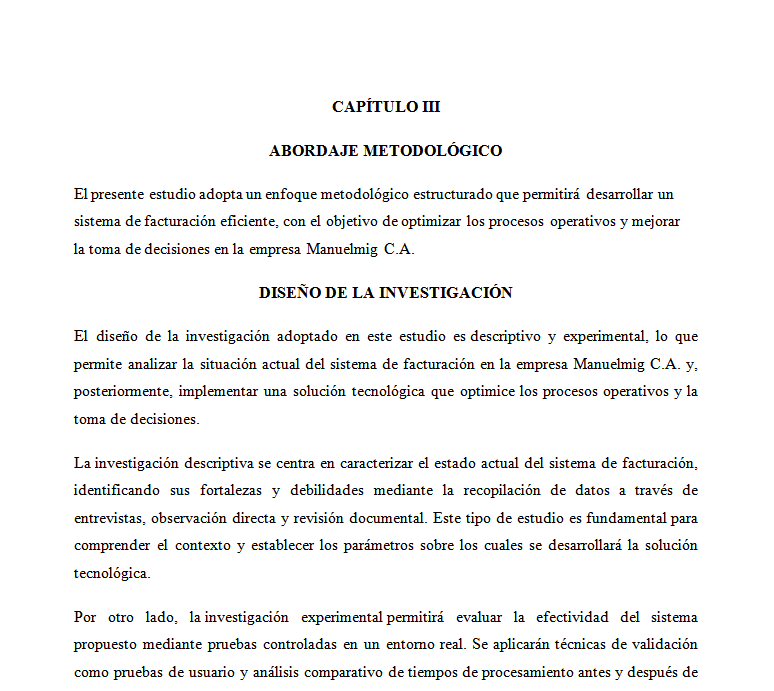 CAPÍTULO III
ABORDAJE METODOLÓGICO
El presente estudio adopta un enfoque metodológico estructurado que permitirá desarrollar un
sistema de facturación eficiente, con el objetivo de optimizar los procesos operativos y mejorar
la toma de decisiones en la empresa Manuelmig C.A.
DISEÑO DE LA INVESTIGACIÓN
El diseño de la investigación adoptado en este estudio es descriptivo y experimental, lo que
permite analizar la situación actual del sistema de facturación en la empresa Manuelmig C.A. y,
posteriormente, implementar una solución tecnológica que optimice los procesos operativos y la
toma de decisiones.
La investigación descriptiva se centra en caracterizar el estado actual del sistema de facturación,
identificando sus fortalezas y debilidades mediante la recopilación de datos a través de
entrevistas, observación directa y revisión documental. Este tipo de estudio es fundamental para
comprender el contexto y establecer los parámetros sobre los cuales se desarrollará la solución
tecnológica.
Por otro lado, la investigación experimental permitirá evaluar la efectividad del sistema
propuesto mediante pruebas controladas en un entorno real. Se aplicarán técnicas de validación
como pruebas de usuario y análisis comparativo de tiempos de procesamiento antes y después de